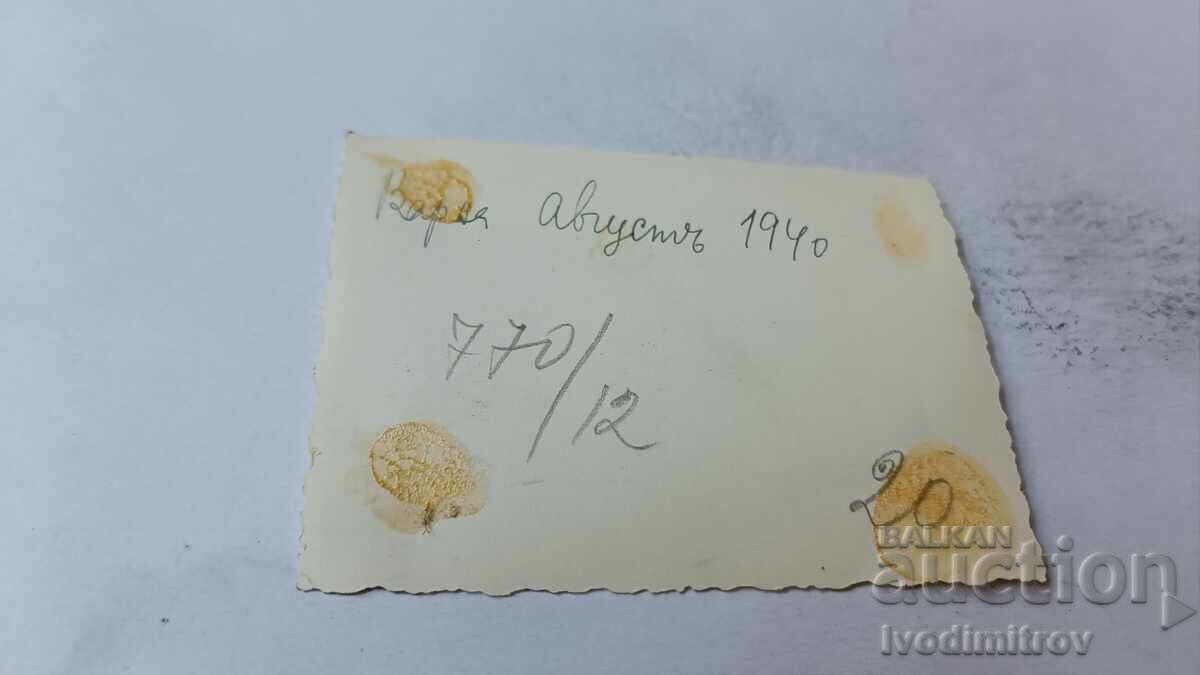 Варна Августъ 1940
770/12
20
BALKAN
auction
Ivodimitrov